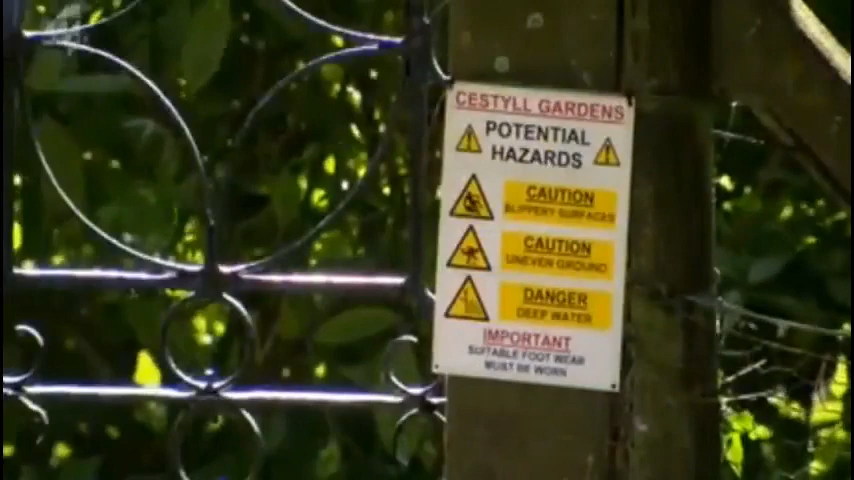 CESTYLL GARDENS
POTENTIAL
HAZARDS
CAUTION
SLIPPERY SURFACES
CAUTION
UNEVEN GROUND
DANGER
DEEP WATER
IMPORTANT
SUITABLE FOOT WEAR
MUST BE WORN